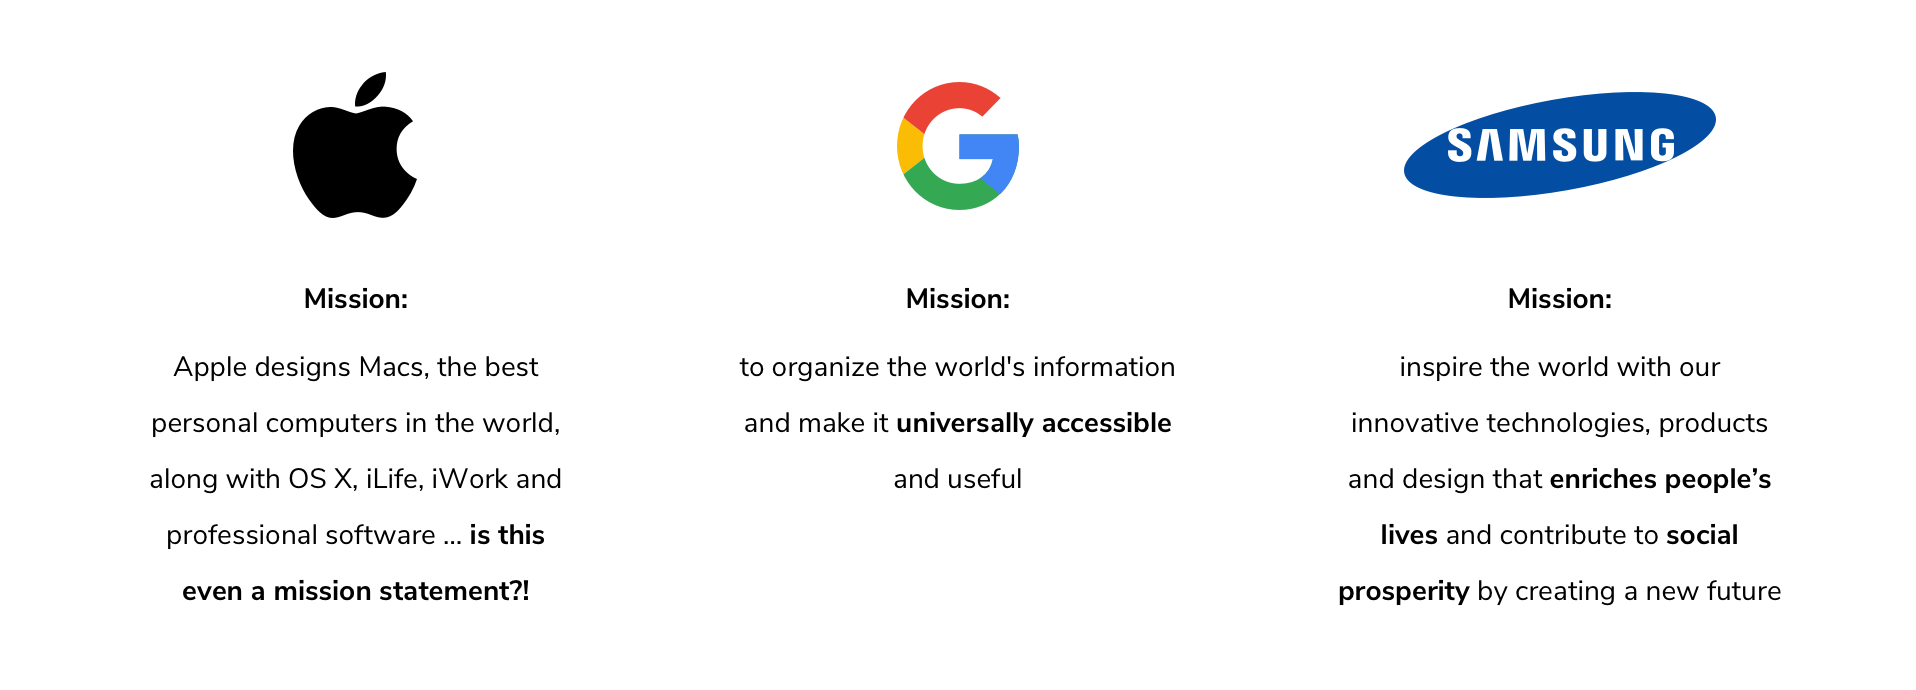 SAMSUNG
Mission:
Apple designs Macs, the best
personal computers in the world,
along with OS X, iLife, iWork and
professional software ... is this
even a mission statement?!
Mission:
to organize the world's information
and make it universally accessible
and useful
Mission:
inspire the world with our
innovative technologies, products
and design that enriches people’s
lives and contribute to social
prosperity by creating a new future